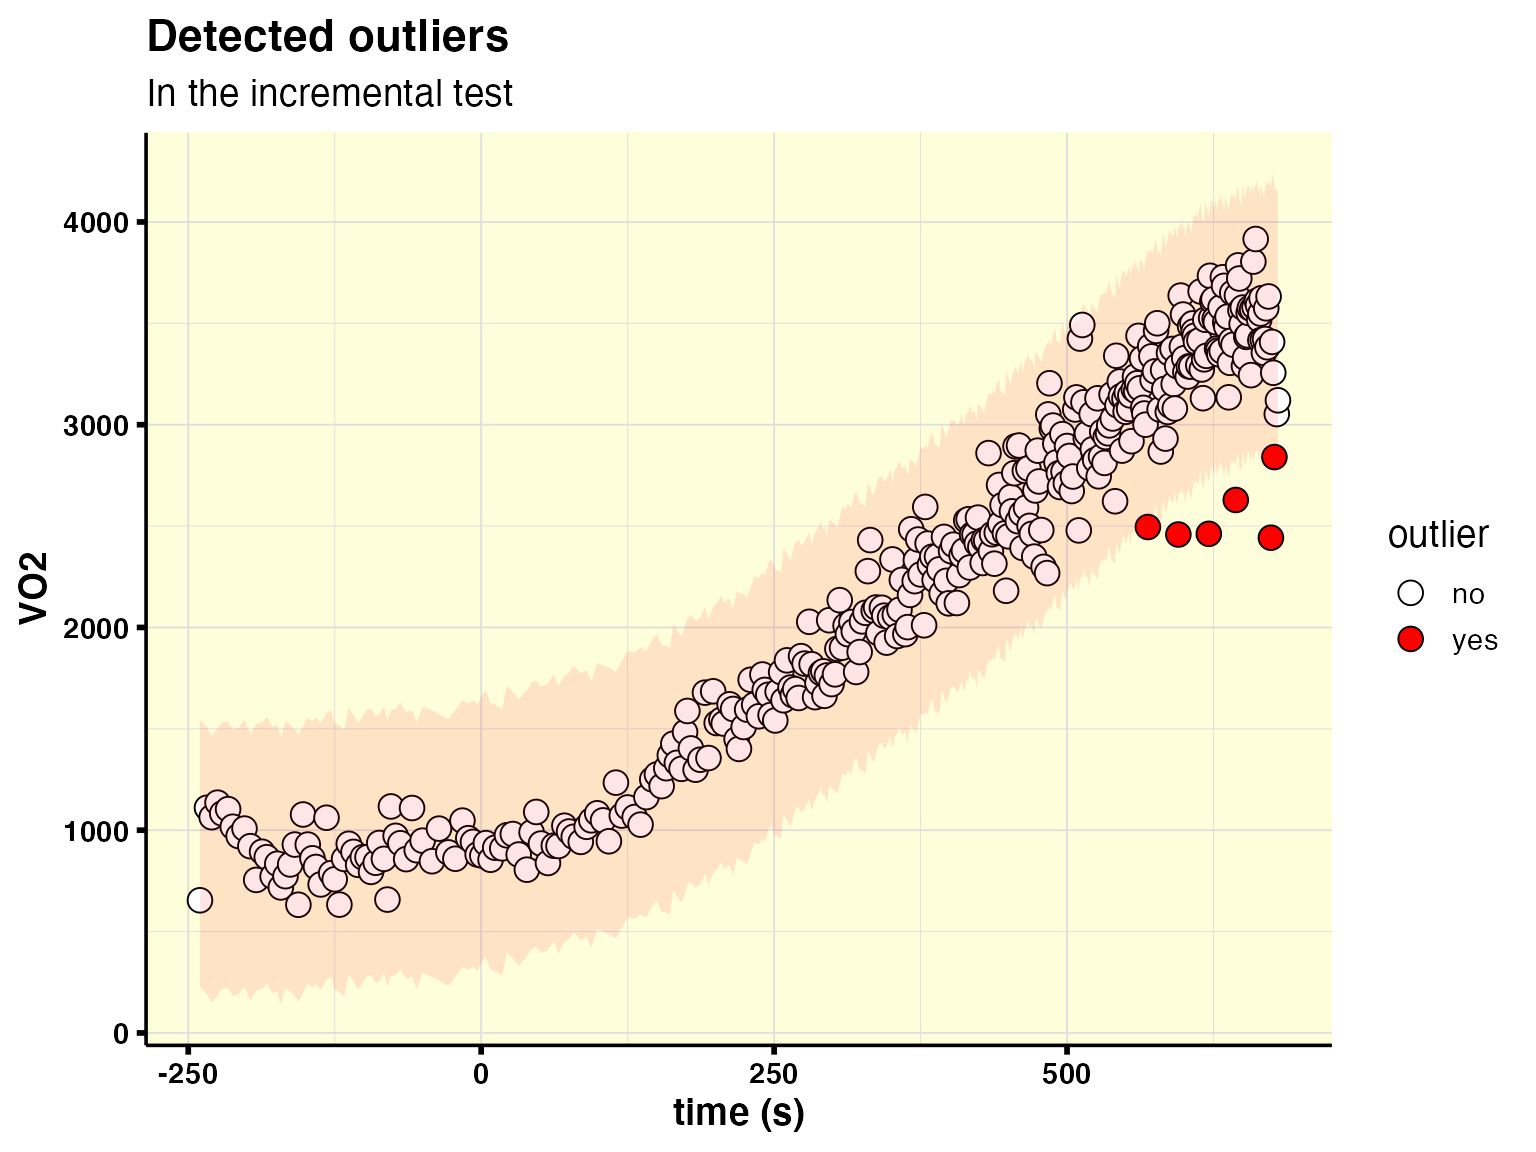 Detected outliers
In the incremental test
VO2
4000
3000
2000
1000
0
-250
0
250
500
time (s)
outlier
no
yes